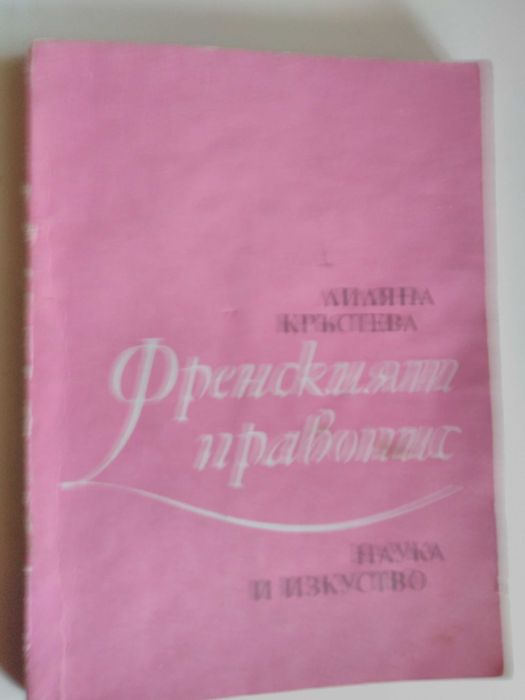 ЛИЛЯНА
КРЪСТЕВА
Френският
правопис
НАУКА
И ИЗКУСТВО